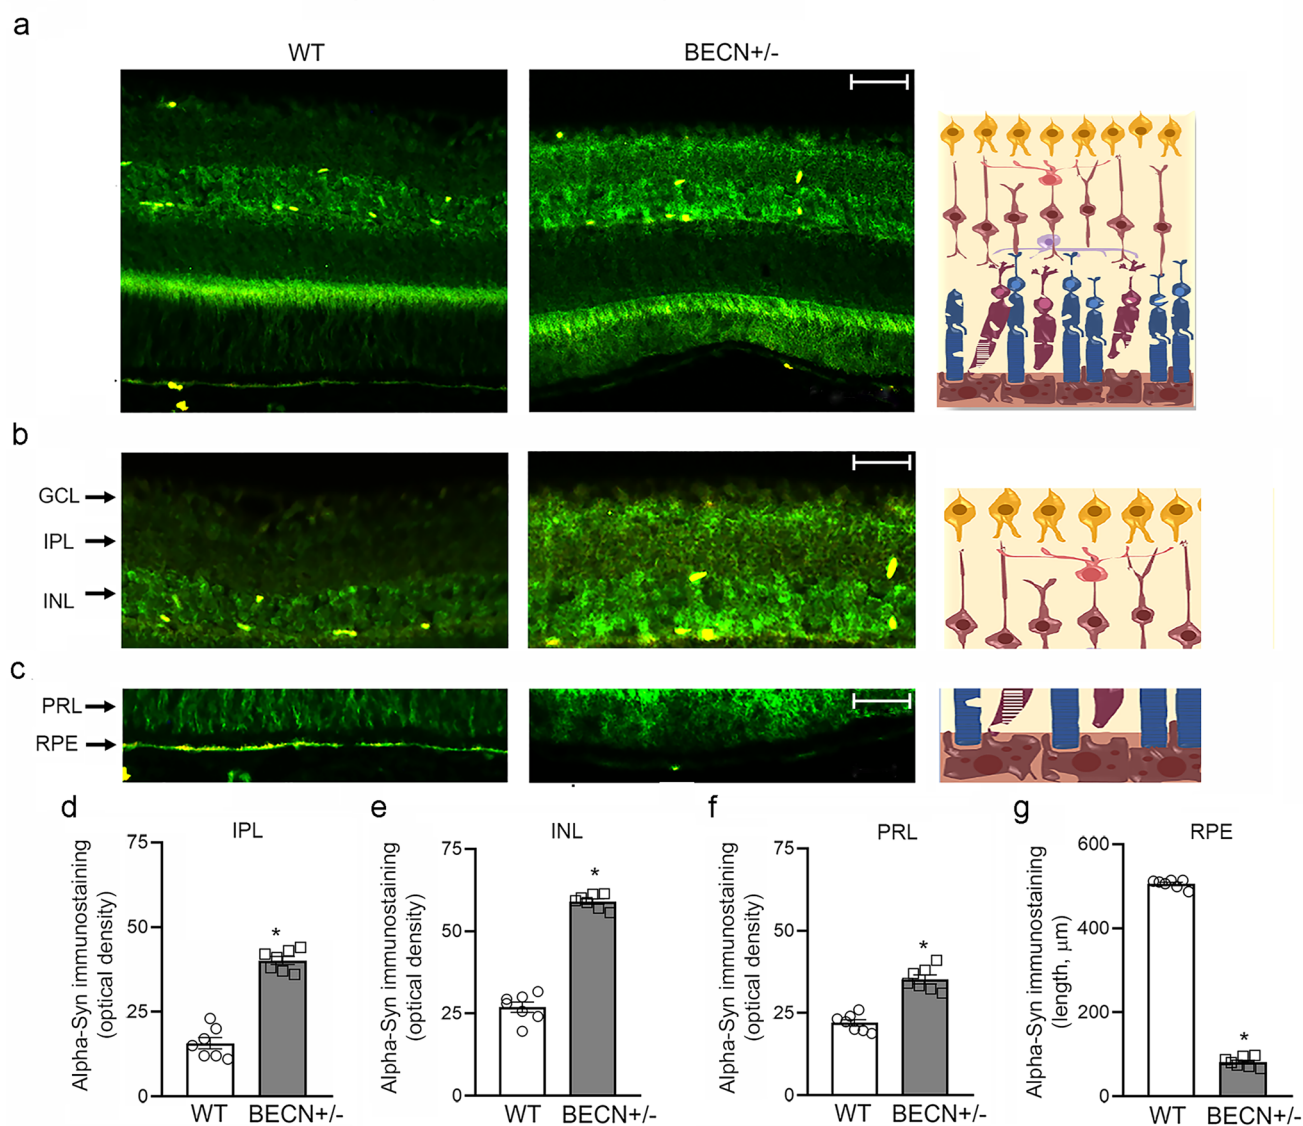 a
WT
BECN+/-
b
GCL
IPL
INL
c
PRL
RPE
d
IPL
Alpha-Syn immunostaining
(optical density)
75
50
25
0
*
WT
BECN+/-
e
INL
Alpha-Syn immunostaining
(optical density)
75
50
25
0
*
WT
BECN+/-
f
PRL
Alpha-Syn immunostaining
(optical density)
75
50
25
0
*
WT
BECN+/-
g
RPE
Alpha-Syn immunostaining
(length, µm)
600
400
200
0
*
WT
BECN+/-